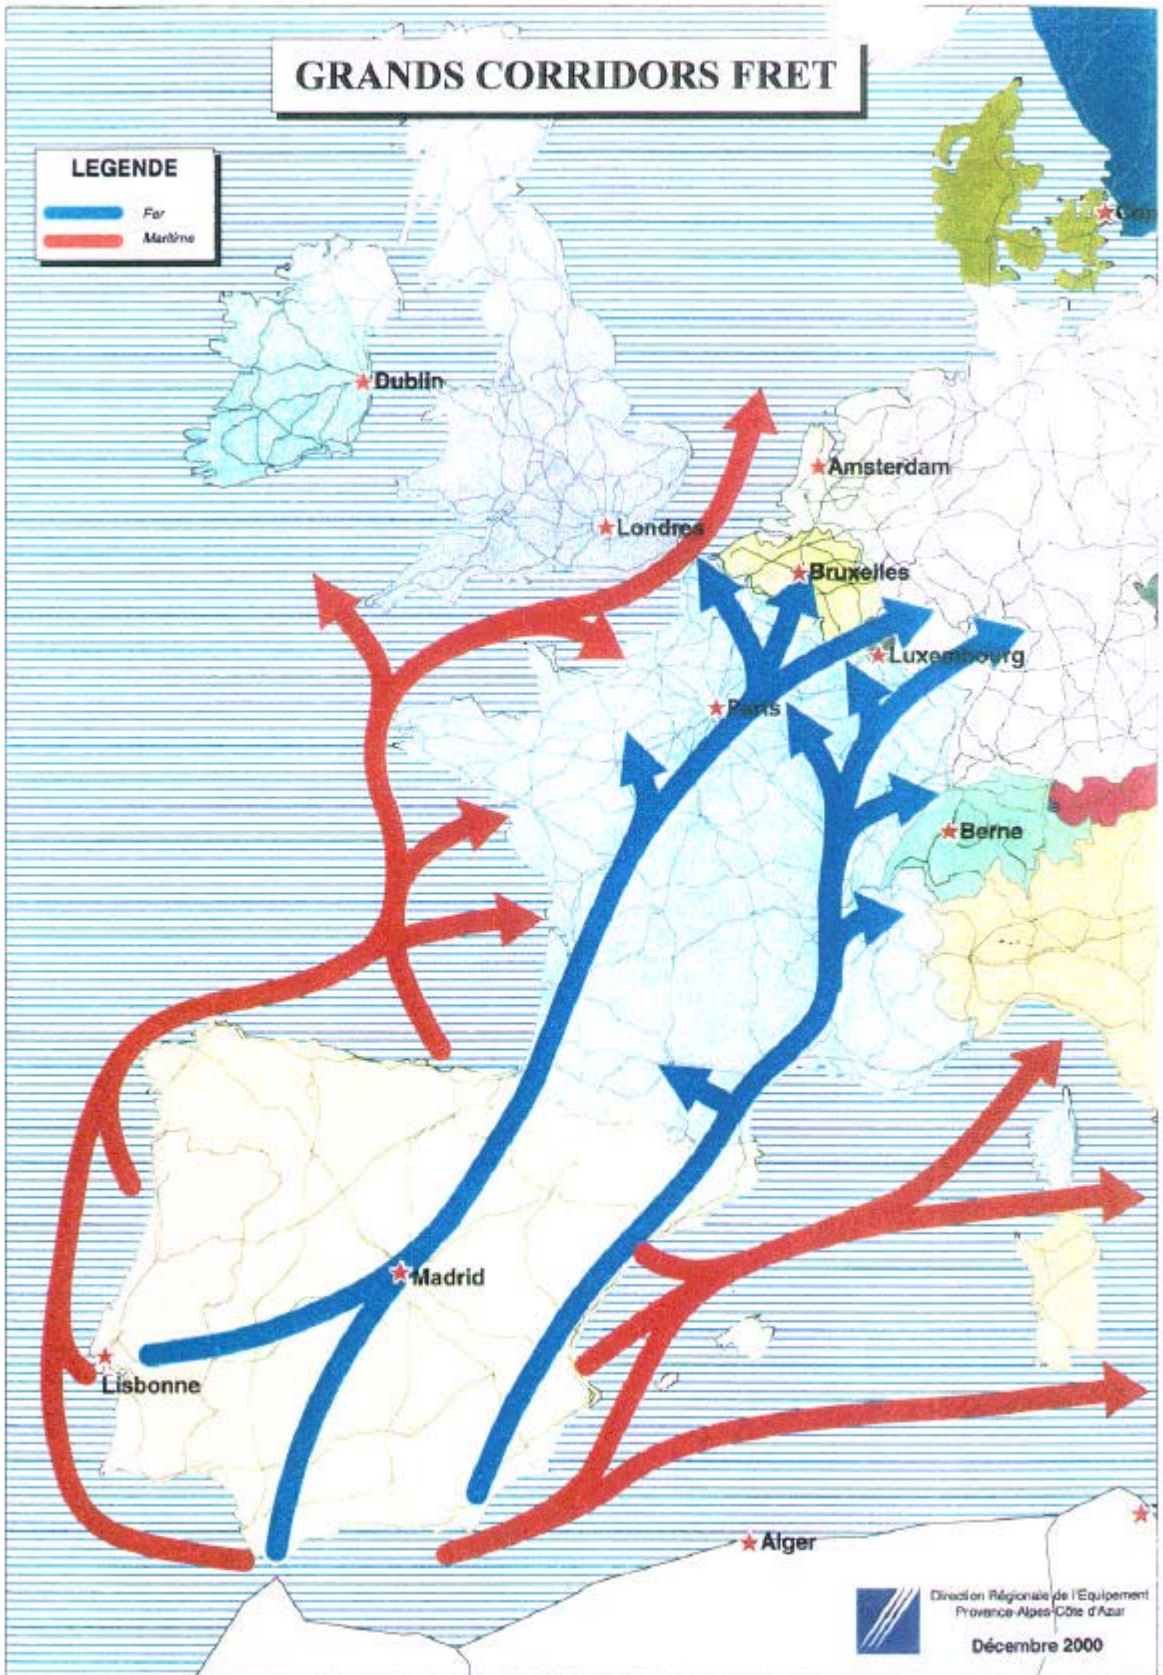 GRANDS CORRIDORS FRET
LEGENDE
Fer
Maritime
Dublin
Amsterdam
Londres
Bruxelles
Luxembourg
Paris
Berne
Madrid
Lisbonne
Alger
Direction Régionale de l'Equipement
Provence-Alpes-Côte d'Azur
Décembre 2000